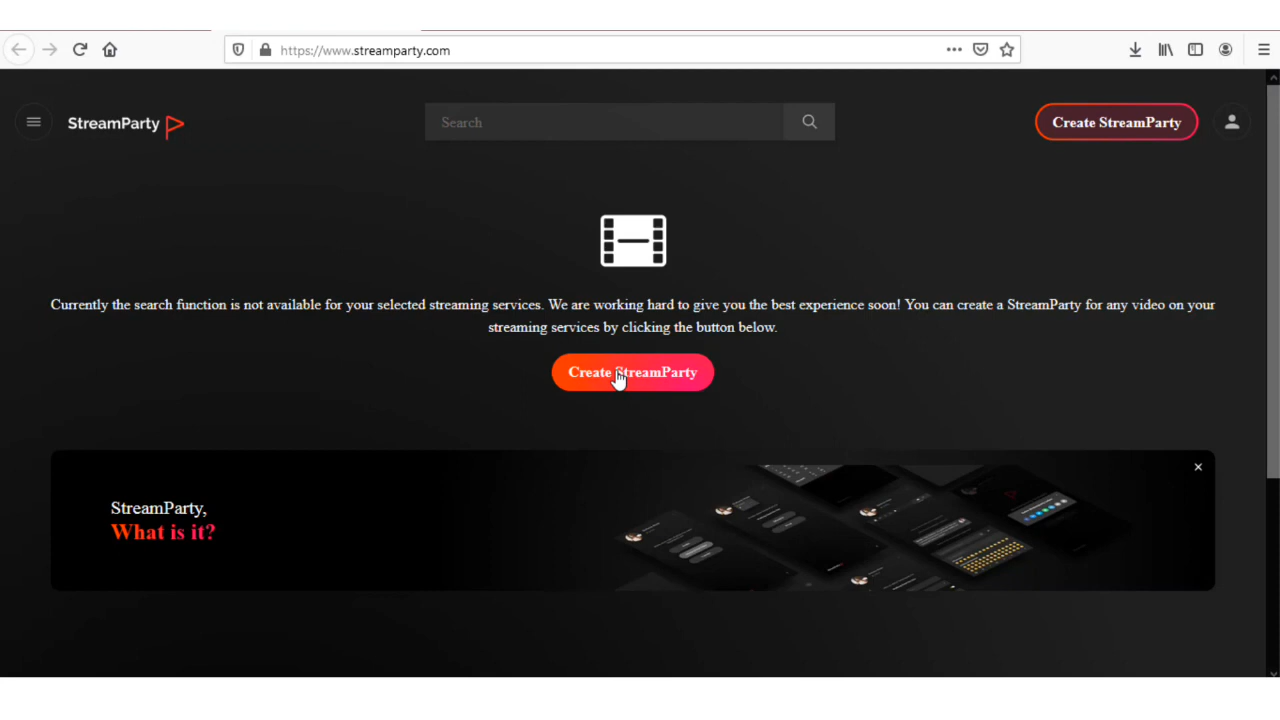 https://www.streamparty.com
StreamParty
Search
Create StreamParty
Currently the search function is not available for your selected streaming services. We are working hard to give you the best experience soon! You can create a StreamParty for any video on your
streaming services by clicking the button below.
Create StreamParty
StreamParty,
What is it?